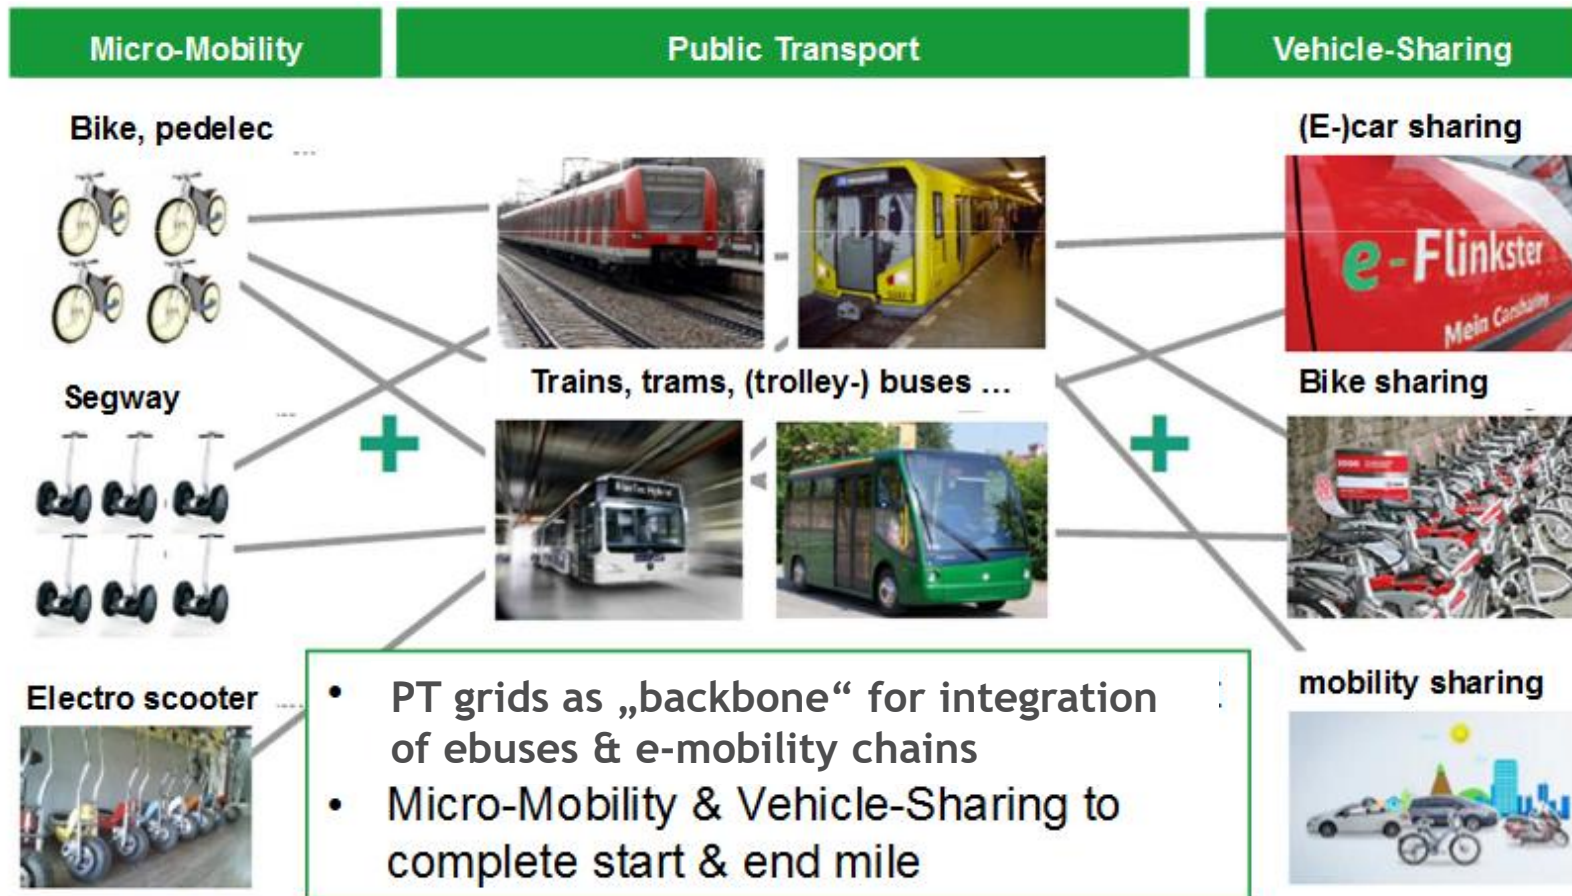 Micro-Mobility
Public Transport
Vehicle-Sharing
Bike, pedelec
...
(E-)car sharing
e-Flinkster
Mein Carsharing
Trains, trams, (trolley-) buses ...
Segway
...
Bike sharing
Electro scooter
....
mobility sharing
• PT grids as „backbone“ for integration
of ebuses & e-mobility chains
• Micro-Mobility & Vehicle-Sharing to
complete start & end mile